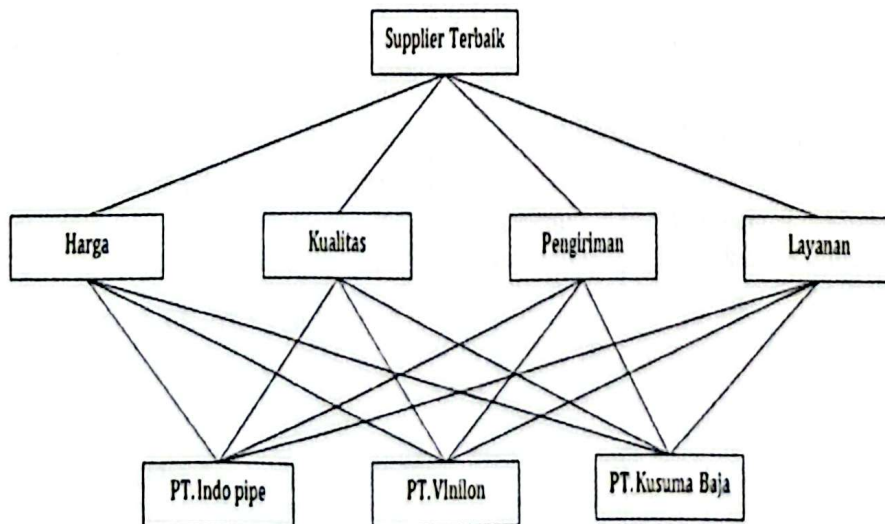 Supplier Terbaik
Harga
Kualitas
Pengiriman
Layanan
PT.Indo pipe
PT.VInilon
PT.Kusuma Baja